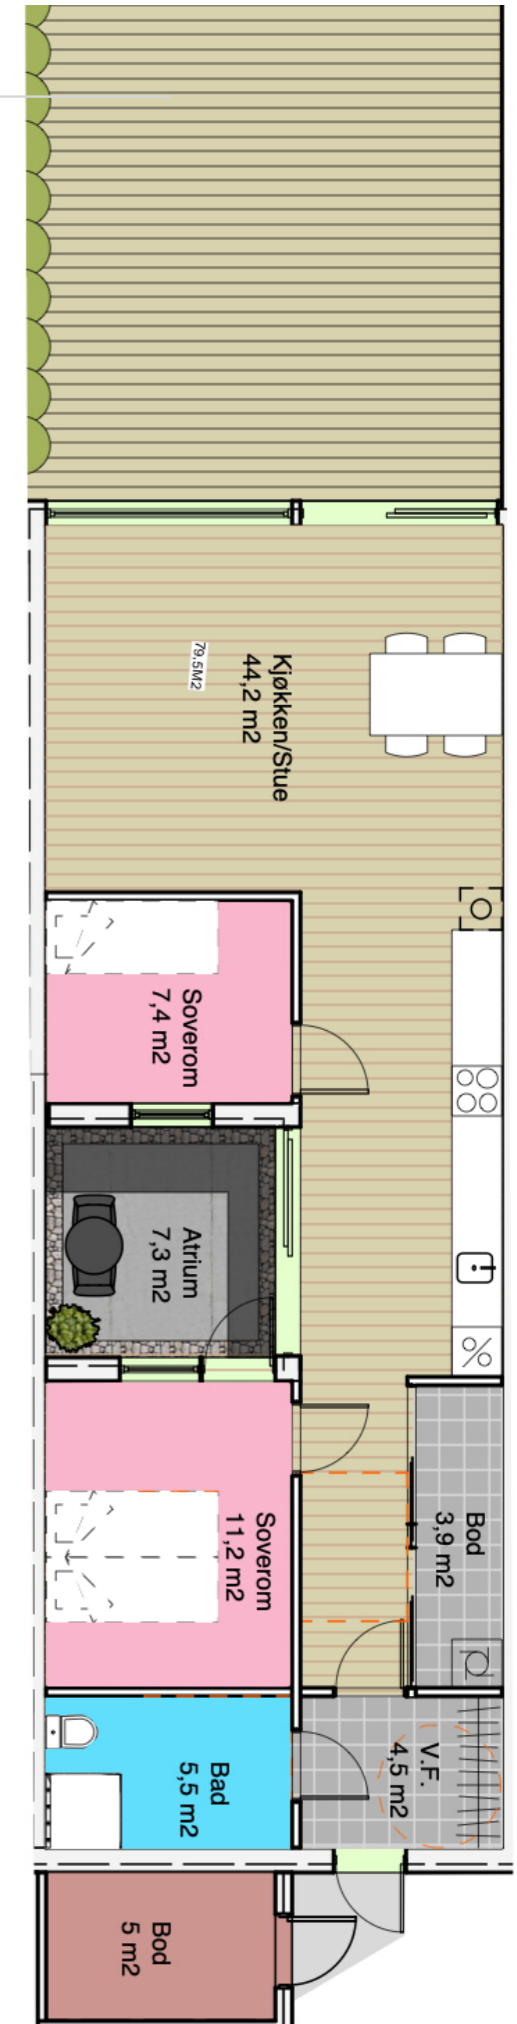 Kjøkken/Stue
44,2 m2
79,5M2
Soverom
7,4 m2
Atrium
7,3 m2
Soverom
11,2 m2
Bod
3,9 m2
V.F.
4,5 m2
Bad
5,5 m2
Bod
5 m2